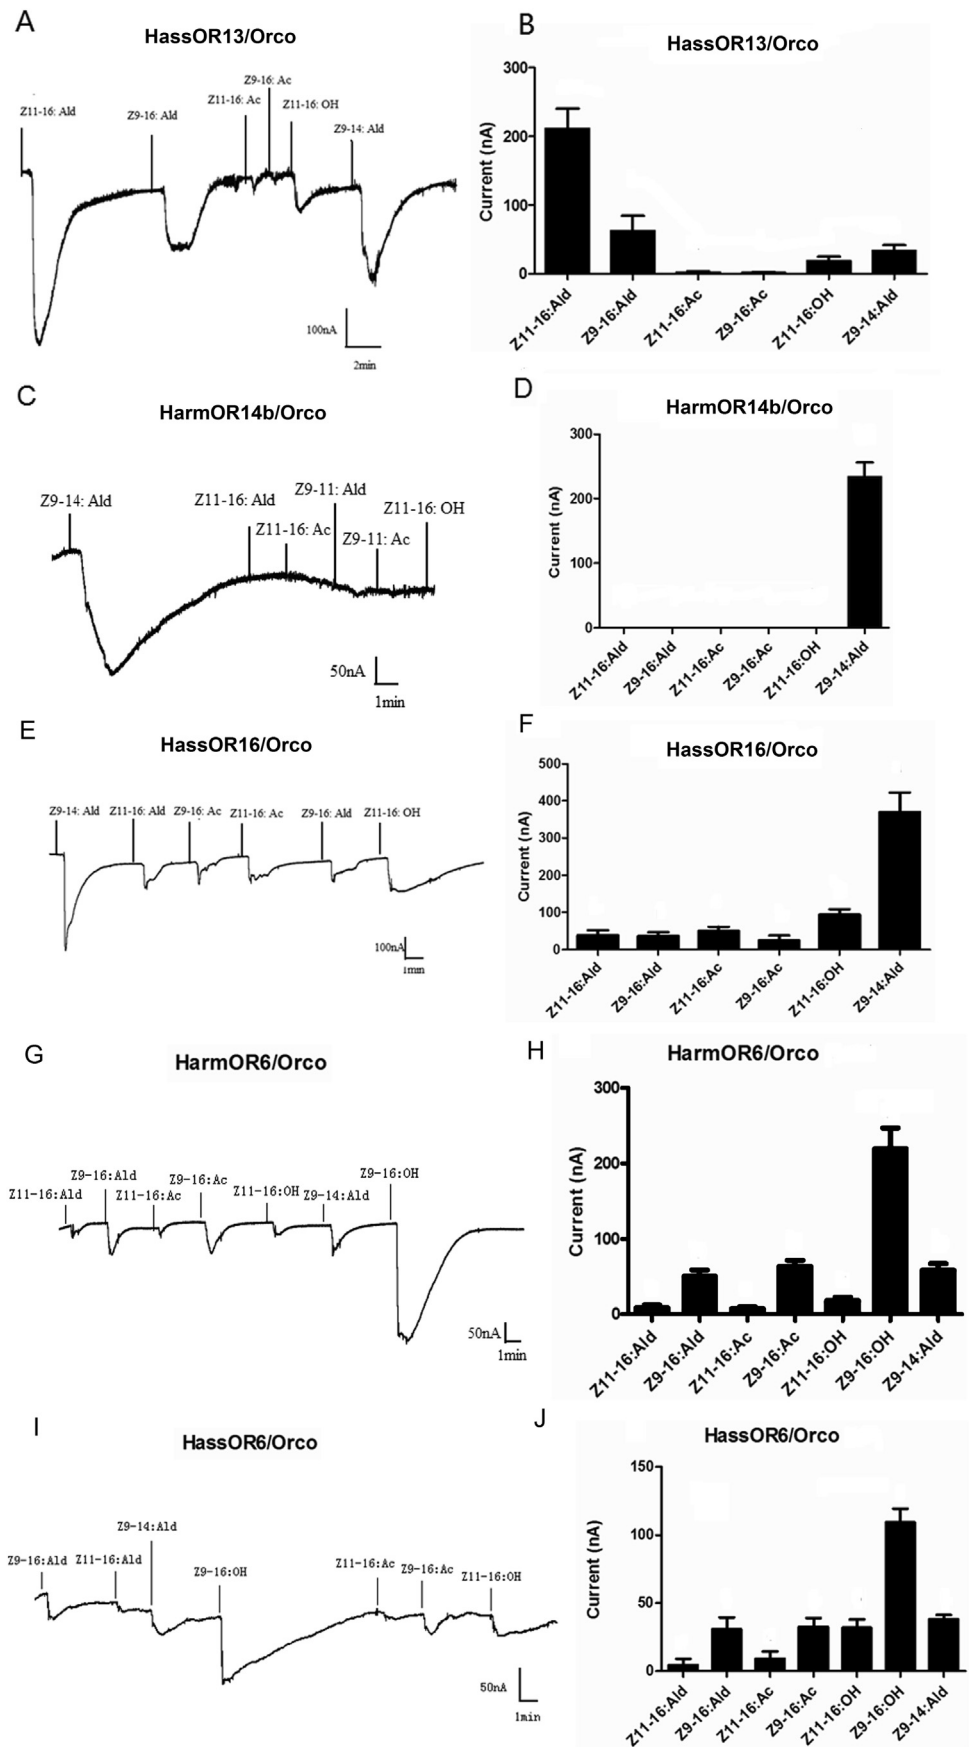 A
HassOR13/Orco
Z9-16: Ac
Z11-16: Ac
Z11-16: OH
Z11-16: Ald
Z9-16: Ald
Z9-14: Ald
100nA
2min
B
HassOR13/Orco
300
200
100
0
Current (nA)
Z11-16:Ald
Z9-16:Ald
Z11-16:Ac
Z9-16:Ac
Z11-16:OH
Z9-14:Ald
C
HarmOR14b/Orco
Z9-14: Ald
Z11-16: Ald
Z9-11: Ald
Z11-16: OH
Z11-16: Ac
Z9-11: Ac
50nA
1min
D
HarmOR14b/Orco
300
200
100
0
Current (nA)
Z11-16:Ald
Z9-16:Ald
Z11-16:Ac
Z9-16:Ac
Z11-16:OH
Z9-14:Ald
E
HassOR16/Orco
Z9-14: Ald
Z11-16: Ald
Z9-16: Ac
Z11-16: Ac
Z9-16: Ald
Z11-16: OH
100nA
1min
F
HassOR16/Orco
500
400
300
200
100
0
Current (nA)
Z11-16:Ald
Z9-16:Ald
Z11-16:Ac
Z9-16:Ac
Z11-16:OH
Z9-14:Ald
G
HarmOR6/Orco
Z11-16:Ald
Z9-16:Ald
Z11-16:Ac
Z9-16:Ac
Z11-16:OH
Z9-14:Ald
Z9-16:OH
50nA
1min
H
HarmOR6/Orco
300
200
100
0
Current (nA)
Z11-16:Ald
Z9-16:Ald
Z11-16:Ac
Z9-16:Ac
Z11-16:OH
Z9-16:OH
Z9-14:Ald
I
HassOR6/Orco
Z9-16:Ald
Z11-16:Ald
Z9-14:Ald
Z9-16:OH
Z11-16:Ac
Z9-16:Ac
Z11-16:OH
50nA
1min
J
HassOR6/Orco
150
100
50
0
Current (nA)
Z11-16:Ald
Z9-16:Ald
Z11-16:Ac
Z9-16:Ac
Z11-16:OH
Z9-16:OH
Z9-14:Ald